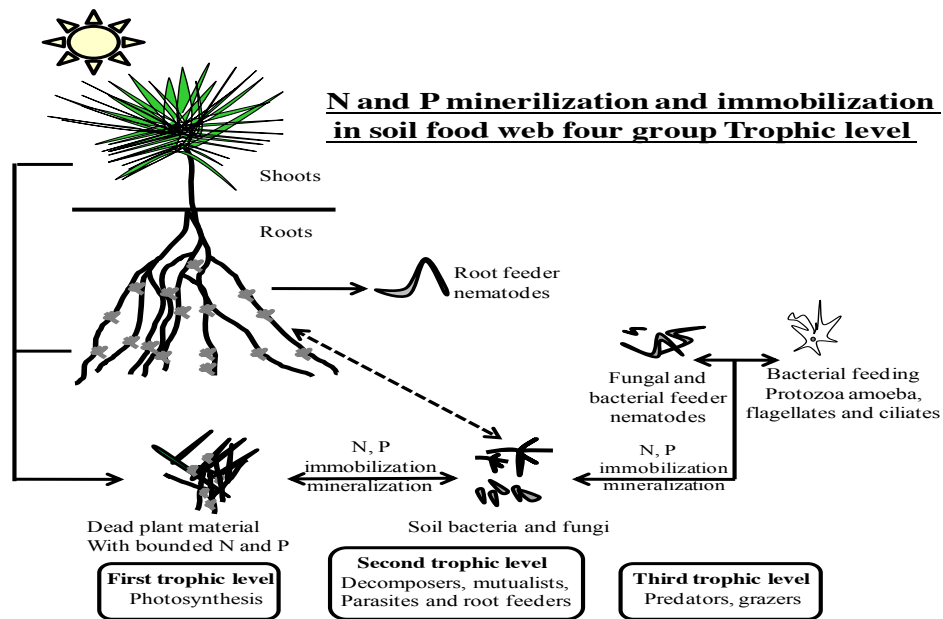 N and P minerilization and immobilization
in soil food web four group Trophic level
Shoots
Roots
Root feeder
nematodes
Fungal and
bacterial feeder
nematodes
Bacterial feeding
Protozoa amoeba,
flagellates and ciliates
N, P
immobilization
mineralization
N, P
immobilization
mineralization
Dead plant material
With bounded N and P
Soil bacteria and fungi
First trophic level
Photosynthesis
Second trophic level
Decomposers, mutualists,
Parasites and root feeders
Third trophic level
Predators, grazers